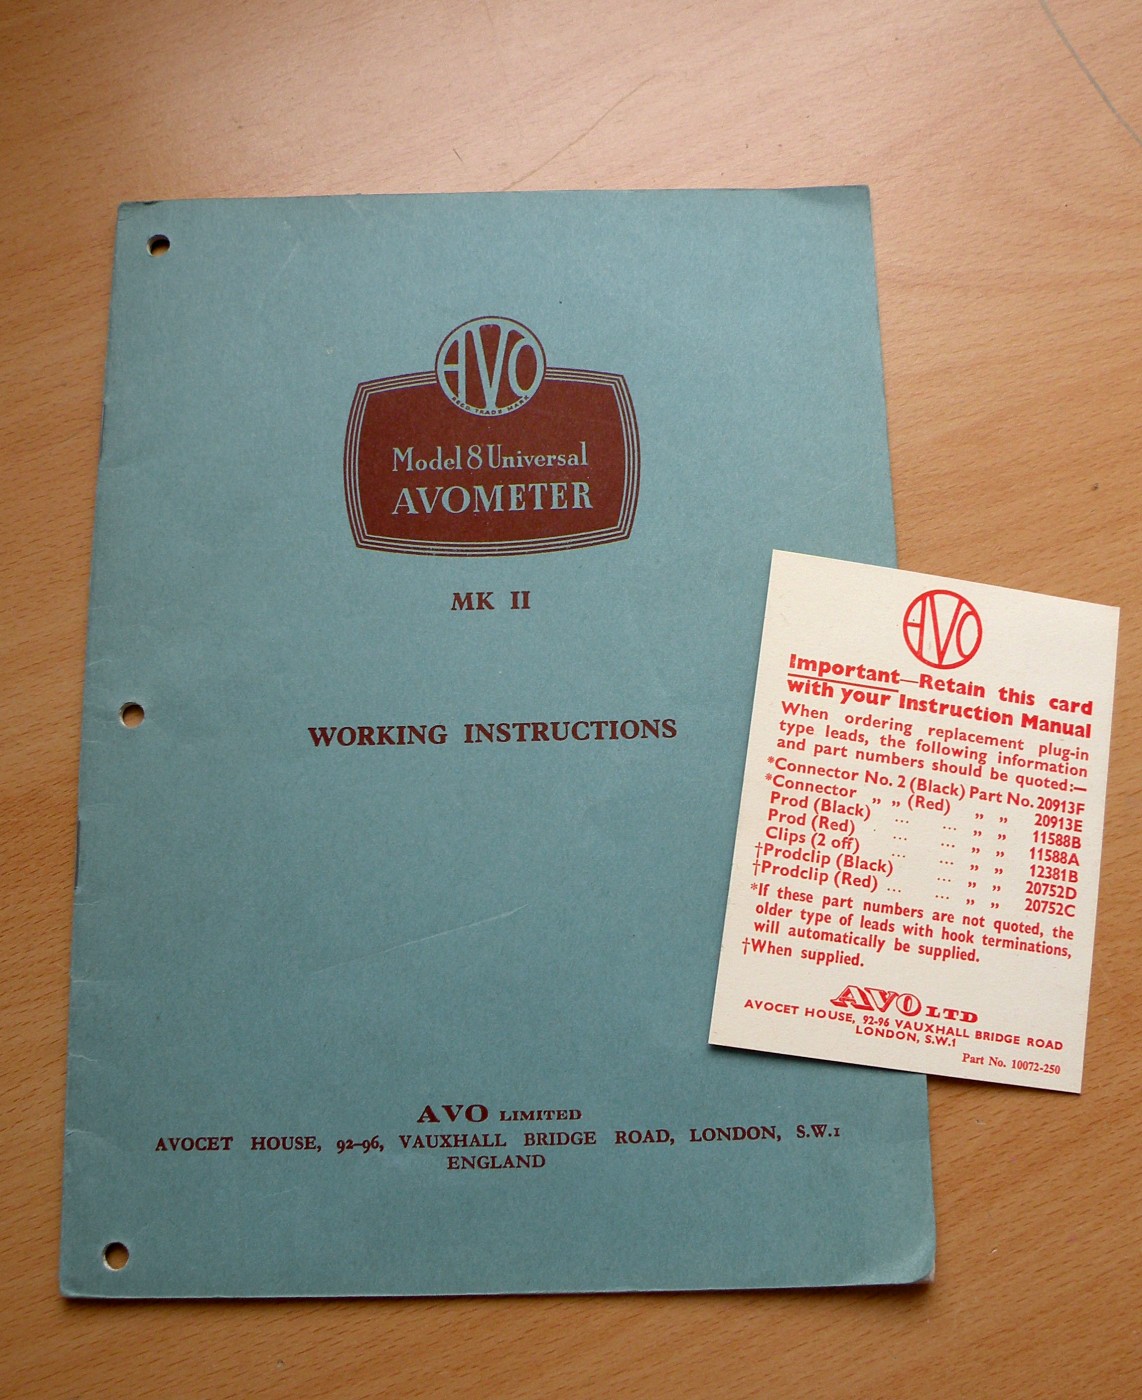 AVO
REGD TRADE MARK
Model 8 Universal
AVOMETER
MK II
WORKING INSTRUCTIONS
AVO LIMITED
AVOCET HOUSE, 92–96, VAUXHALL BRIDGE ROAD, LONDON, S.W.1
ENGLAND
AVO
Important—Retain this card
with your Instruction Manual
When ordering replacement plug-in
type leads, the following information
and part numbers should be quoted:—
*Connector No. 2 (Black) Part No. 20913F
*Connector „ „ (Red) „ „ 20913E
Prod (Black) ... ... „ „ 11588B
Prod (Red) ... ... „ „ 11588A
Clips (2 off) ... ... „ „ 12381B
†Prodclip (Black) ... „ „ 20752D
†Prodclip (Red) ... ... „ „ 20752C
*If these part numbers are not quoted, the
older type of leads with hook terminations,
will automatically be supplied.
†When supplied.
AVO LTD
AVOCET HOUSE, 92-96 VAUXHALL BRIDGE ROAD
LONDON, S.W.1
Part No. 10072-250